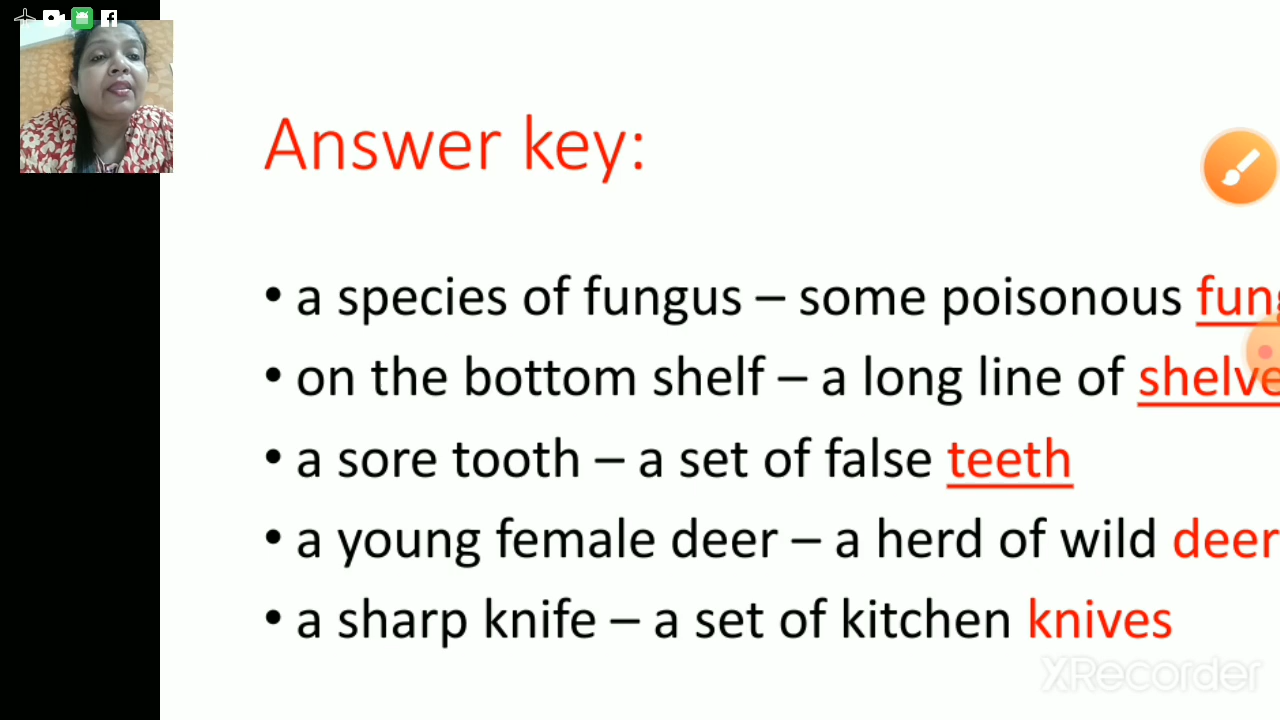 Answer key:
• a species of fungus – some poisonous
• on the bottom shelf – a long line of shelve
• a sore tooth – a set of false teeth
• a young female deer – a herd of wild deer
• a sharp knife – a set of kitchen knives
XRecorder